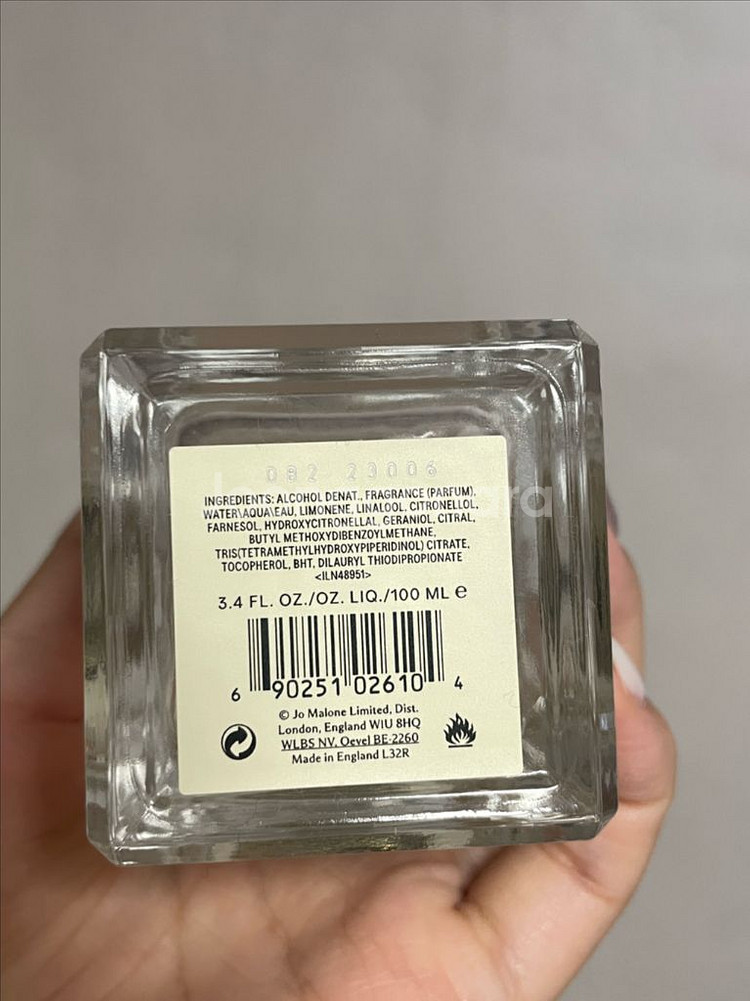 082 23006
INGREDIENTS: ALCOHOL DENAT., FRAGRANCE (PARFUM),
WATER\AQUA\EAU, LIMONENE, LINALOOL, CITRONELLOL,
FARNESOL, HYDROXYCITRONELLAL, GERANIOL, CITRAL,
BUTYL METHOXYDIBENZOYLMETHANE,
TRIS(TETRAMETHYLHYDROXYPIPERIDINOL) CITRATE,
TOCOPHEROL, BHT, DILAURYL THIODIPROPIONATE
<ILN48951>
3.4 FL. OZ./OZ. LIQ./100 ML e
6 90251 02610 4
© Jo Malone Limited, Dist.
London, England W1U 8HQ
WLBS NV, Oevel BE-2260
Made in England L32R